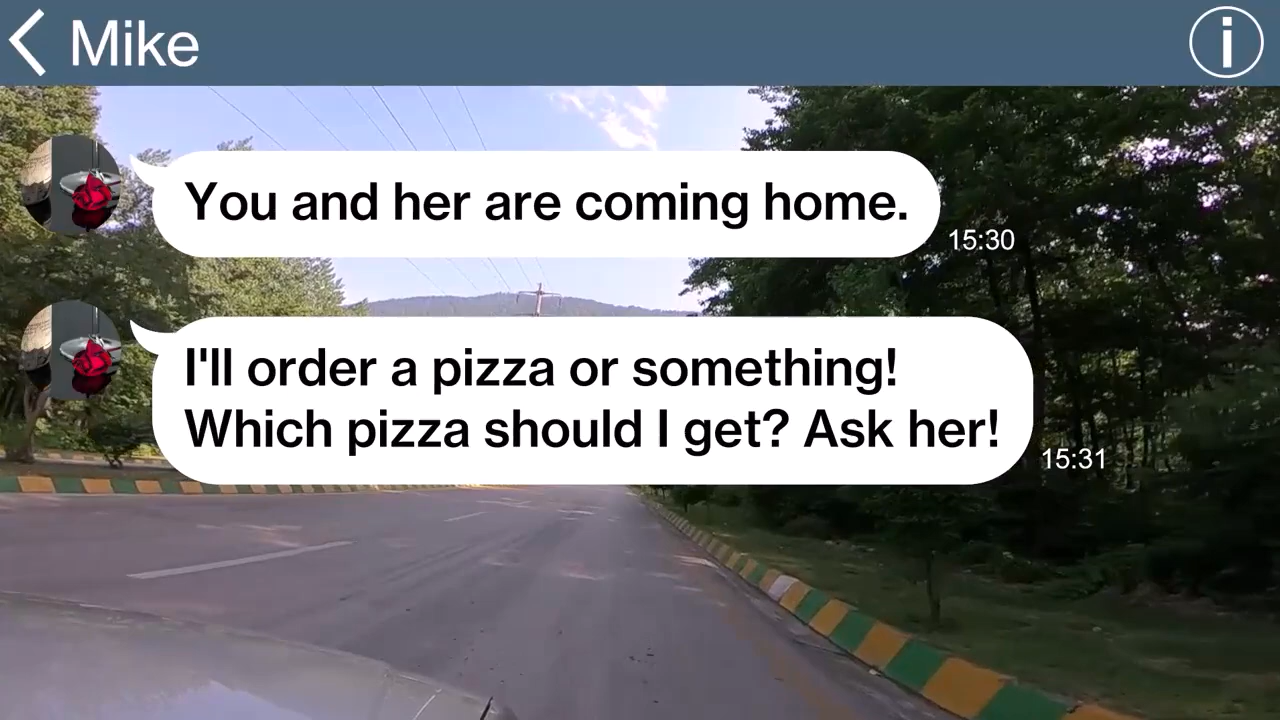 Mike
You and her are coming home.
15:30
I'll order a pizza or something!
Which pizza should I get? Ask her!
15:31